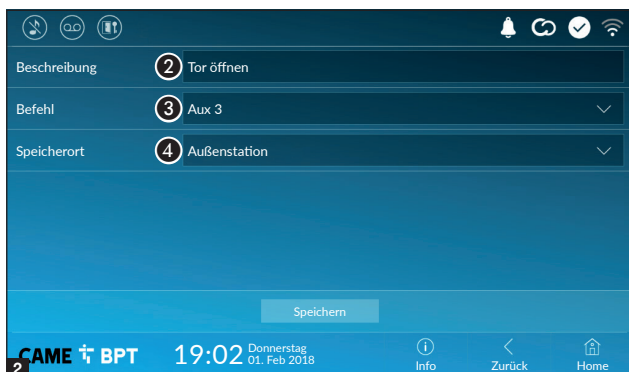 Beschreibung 2 Tor öffnen
Befehl 3 Aux 3
Speicherort 4 Außenstation
Speichern
CAME BPT 19:02 Donnerstag
01. Feb 2018
Info Zurück Home
2